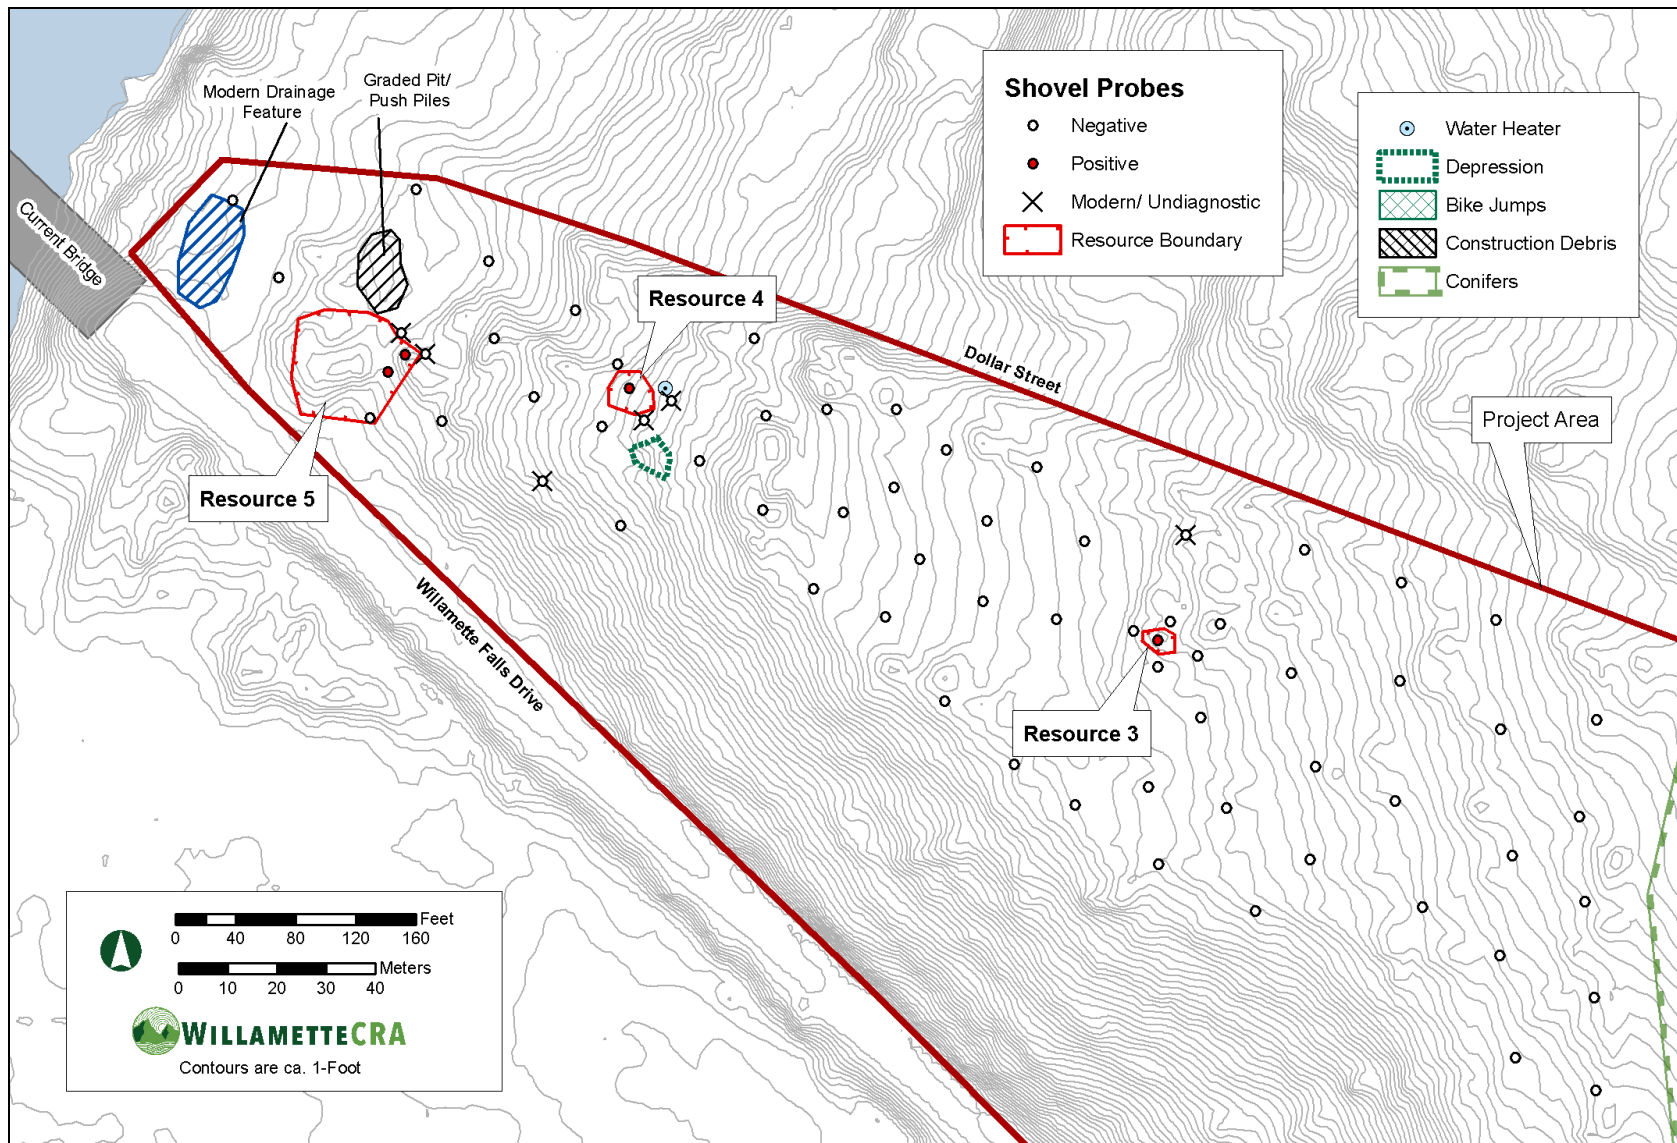 Modern Drainage
Feature
Graded Pit/
Push Piles
Current Bridge
Shovel Probes
Negative
Positive
Modern/ Undiagnostic
Resource Boundary
Water Heater
Depression
Bike Jumps
Construction Debris
Conifers
Resource 4
Dollar Street
Project Area
Resource 5
Willamette Falls Drive
Resource 3
Feet
0 40 80 120 160
Meters
0 10 20 30 40
WILLAMETTECRA
Contours are ca. 1-Foot